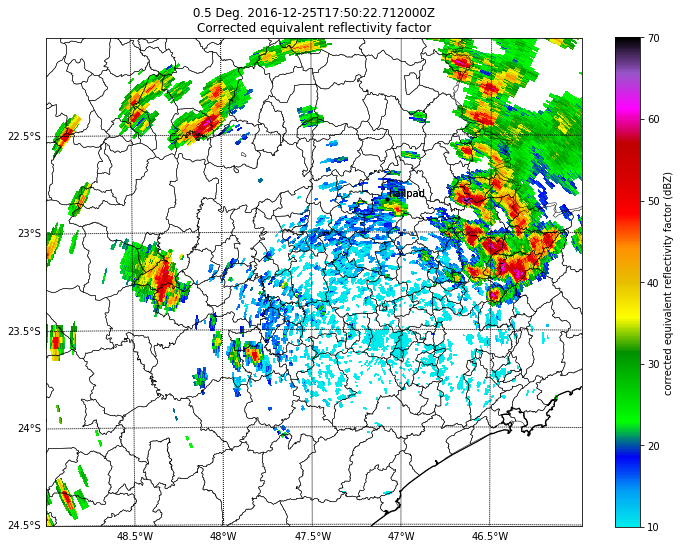 0.5 Deg. 2016-12-25T17:50:22.712000Z
Corrected equivalent reflectivity factor
22.5°S
23°S
23.5°S
24°S
24.5°S
48.5°W
48°W
47.5°W
47°W
46.5°W
70
60
50
40
30
20
10
corrected equivalent reflectivity factor (dBZ)